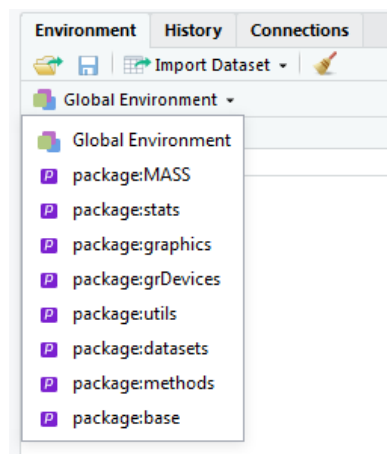 Environment History Connections
Import Dataset
Global Environment
Global Environment
package:MASS
package:stats
package:graphics
package:grDevices
package:utils
package:datasets
package:methods
package:base